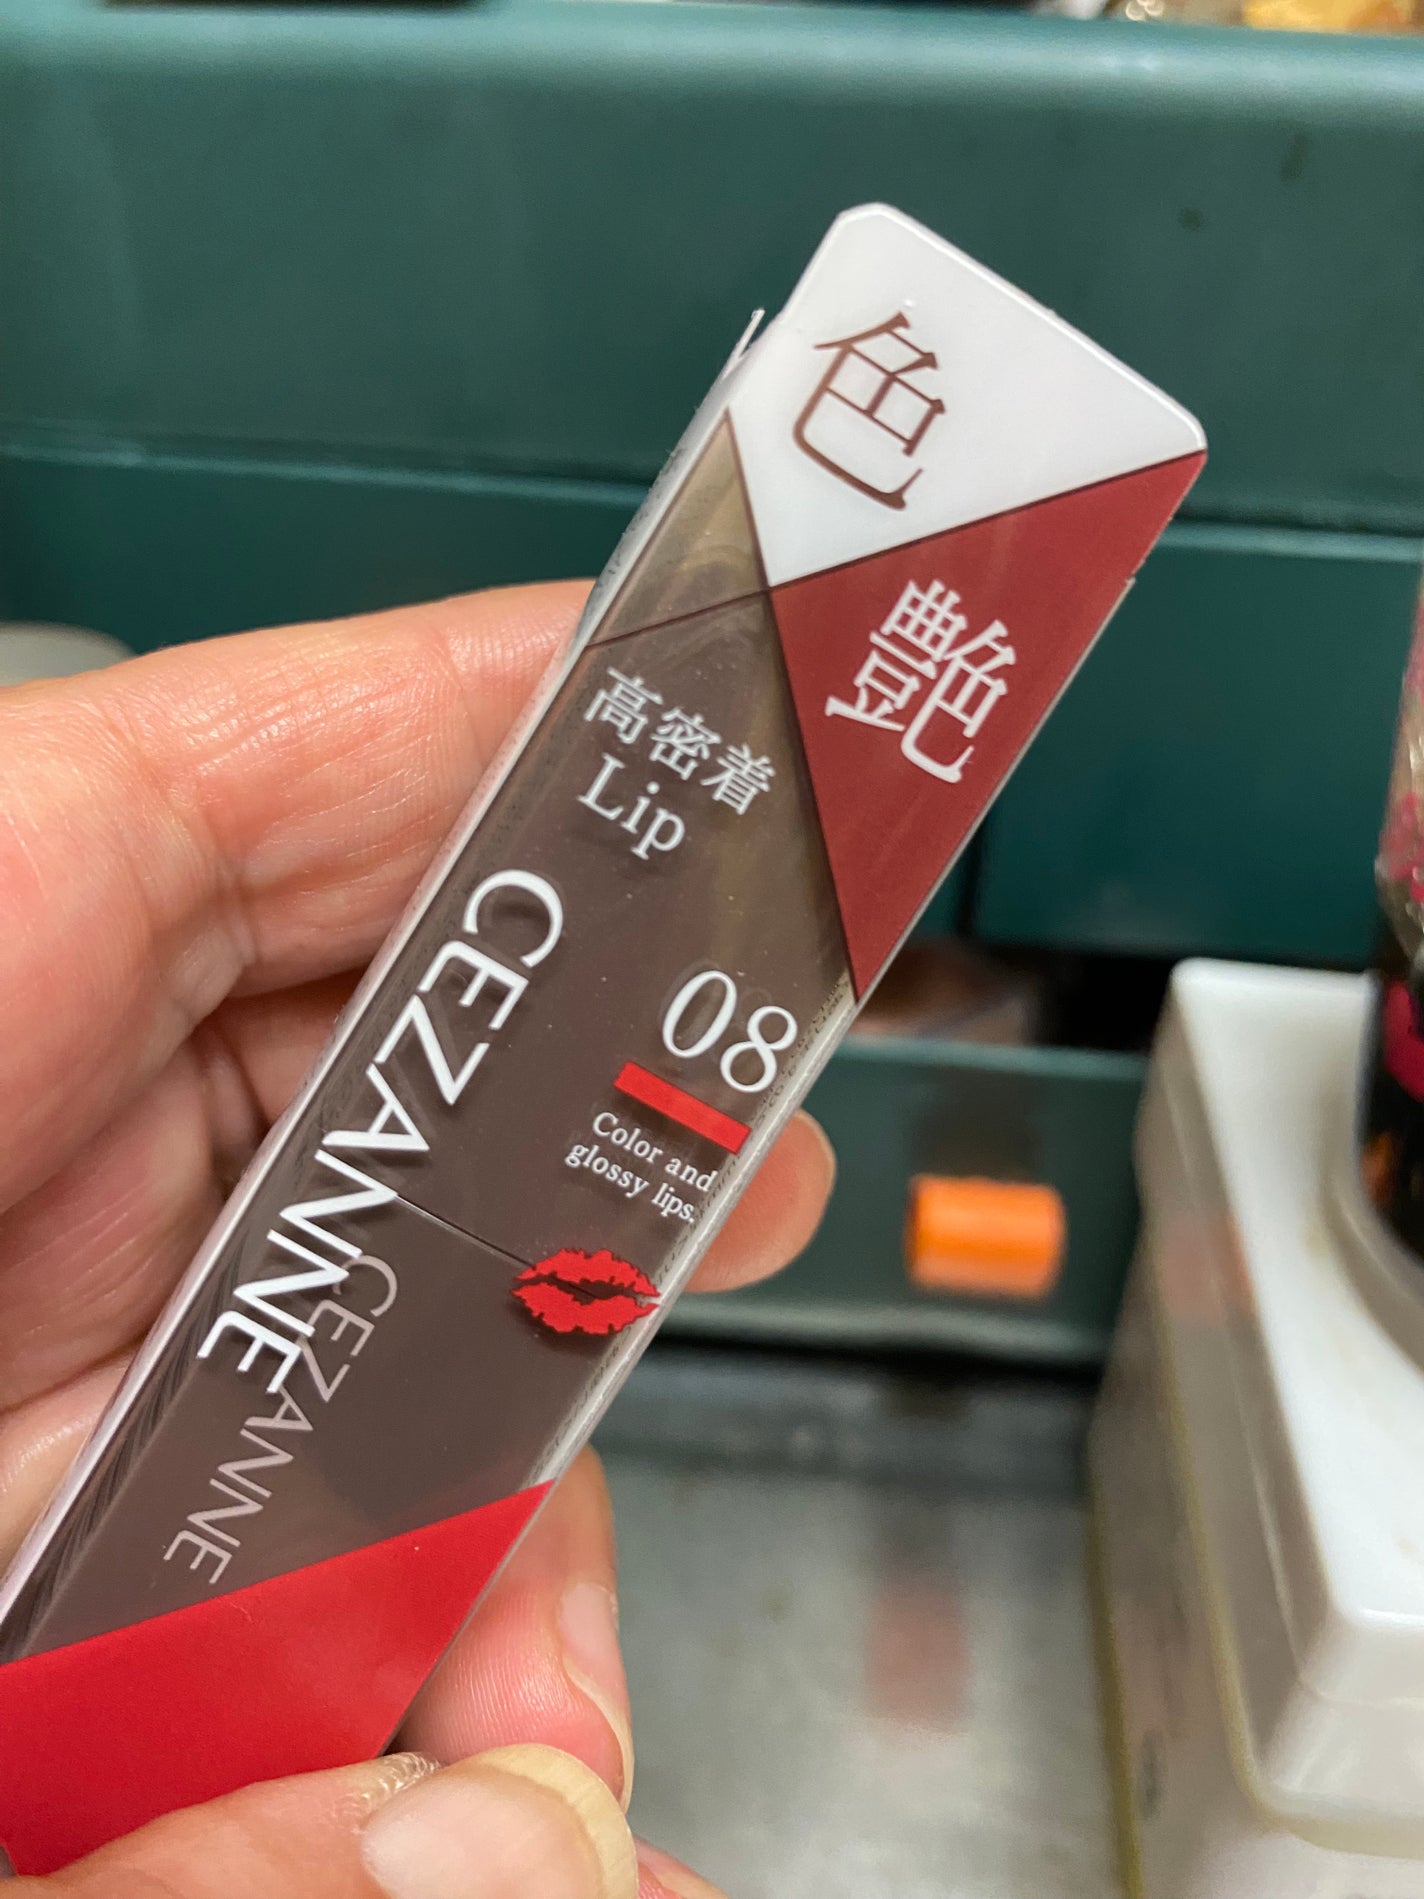 色
艶
高密着
Lip
CEZANNE
08
Color and
glossy lips.
CEZANNE